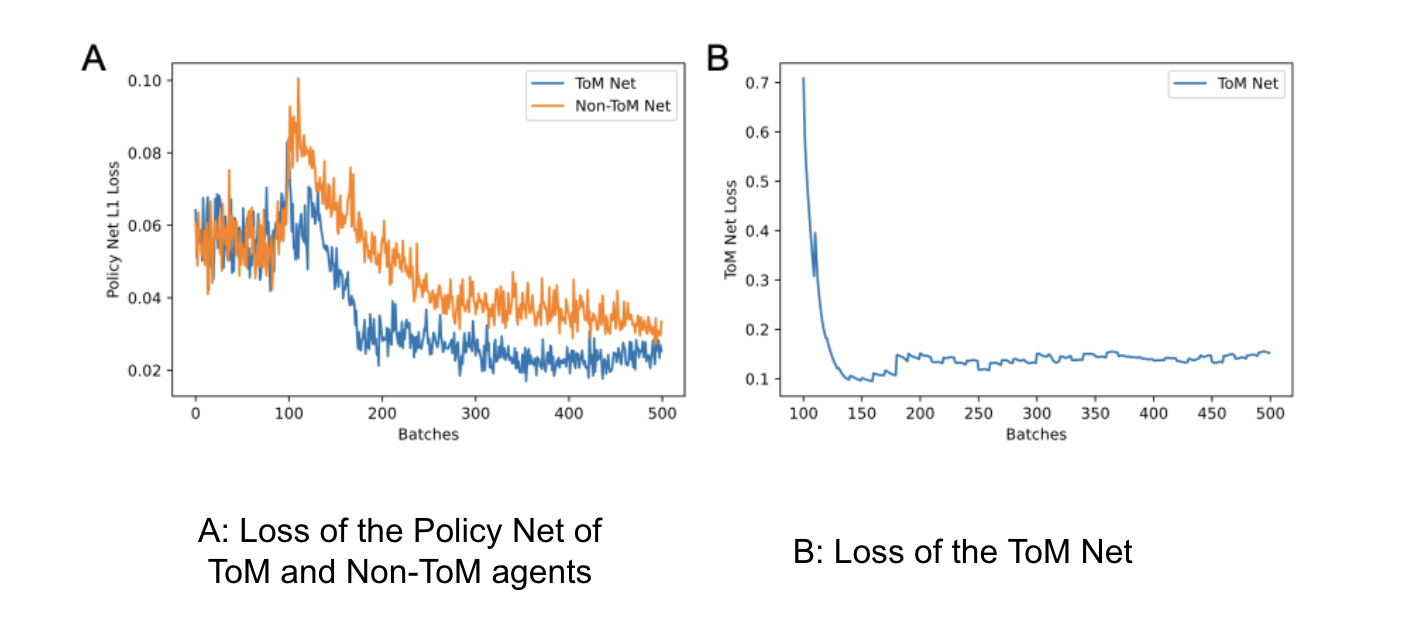 A
Policy Net L1 Loss
0.10
0.08
0.06
0.04
0.02
ToM Net
Non-ToM Net
0 100 200 300 400 500
Batches
B
ToM Net Loss
0.7
0.6
0.5
0.4
0.3
0.2
0.1
ToM Net
100 150 200 250 300 350 400 450 500
Batches
A: Loss of the Policy Net of
ToM and Non-ToM agents
B: Loss of the ToM Net